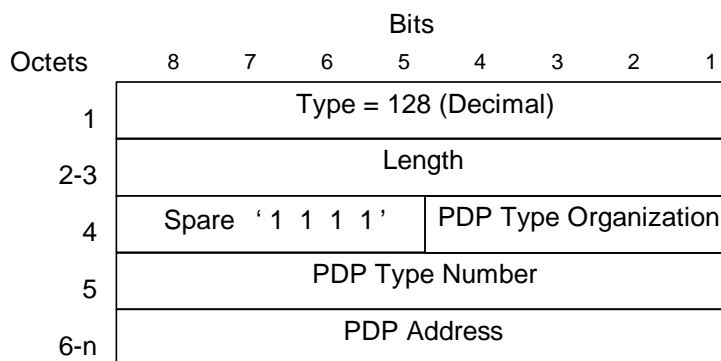 Bits
Octets 8 7 6 5 4 3 2 1
1 Type = 128 (Decimal)
2-3 Length
4 Spare ‘ 1 1 1 1 ’ PDP Type Organization
5 PDP Type Number
6-n PDP Address